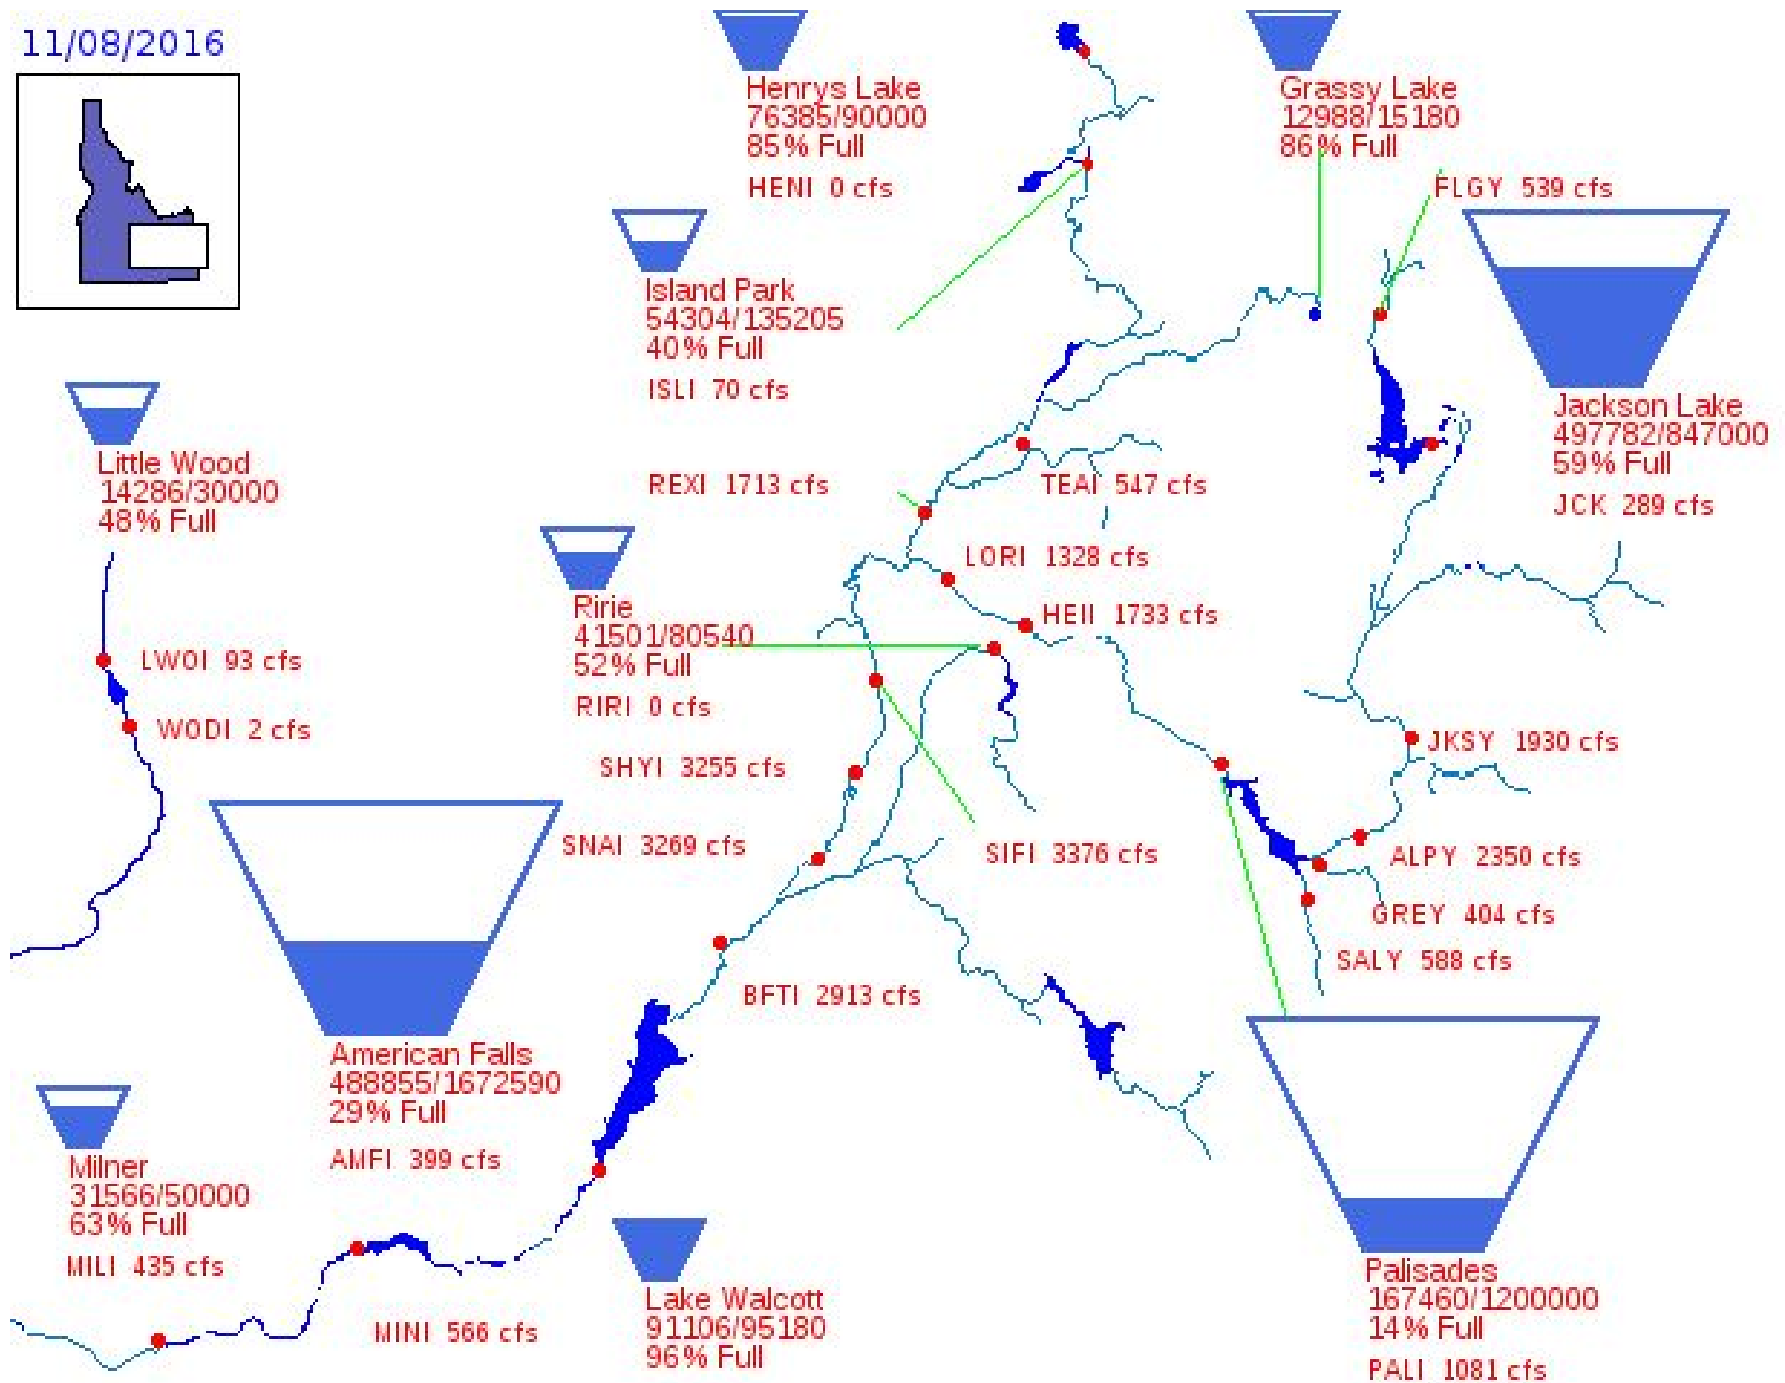 11/08/2016
Henrys Lake
76385/90000
85% Full
HENI 0 cfs
Grassy Lake
12988/15180
86% Full
FLGY 539 cfs
Island Park
54304/135205
40% Full
ISLI 70 cfs
Jackson Lake
497782/847000
59% Full
JCK 289 cfs
Little Wood
14286/30000
48% Full
REXI 1713 cfs
TEAI 547 cfs
LORI 1328 cfs
HEII 1733 cfs
Ririe
41501/80540
52% Full
RIRI 0 cfs
LWOI 93 cfs
WODI 2 cfs
SHYI 3255 cfs
JKSY 1930 cfs
SNAI 3269 cfs
SIFI 3376 cfs
ALPY 2350 cfs
GREY 404 cfs
SALY 588 cfs
BFTI 2913 cfs
American Falls
488855/1672590
29% Full
AMFI 399 cfs
Milner
31566/50000
63% Full
MILI 435 cfs
MINI 566 cfs
Lake Walcott
91106/95180
96% Full
Palisades
167460/1200000
14% Full
PALI 1081 cfs